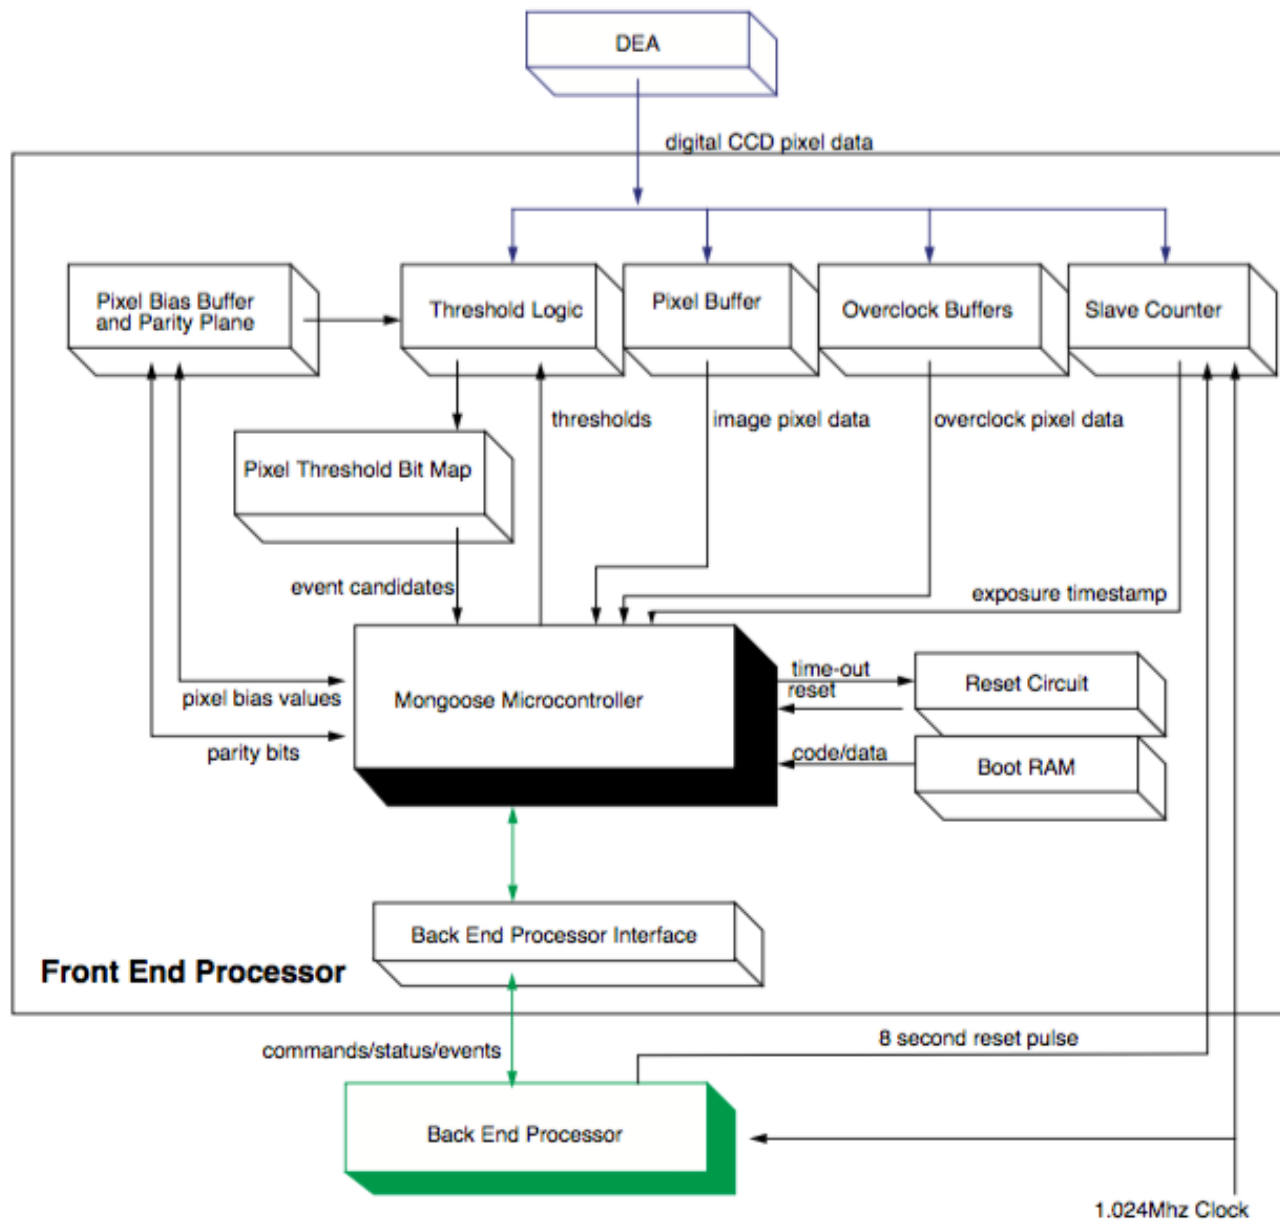 DEA
digital CCD pixel data
Pixel Bias Buffer
and Parity Plane
Threshold Logic
Pixel Buffer
Overclock Buffers
Slave Counter
thresholds
image pixel data
overclock pixel data
Pixel Threshold Bit Map
event candidates
exposure timestamp
pixel bias values
parity bits
Mongoose Microcontroller
time-out
reset
Reset Circuit
code/data
Boot RAM
Back End Processor Interface
Front End Processor
commands/status/events
8 second reset pulse
Back End Processor
1.024Mhz Clock